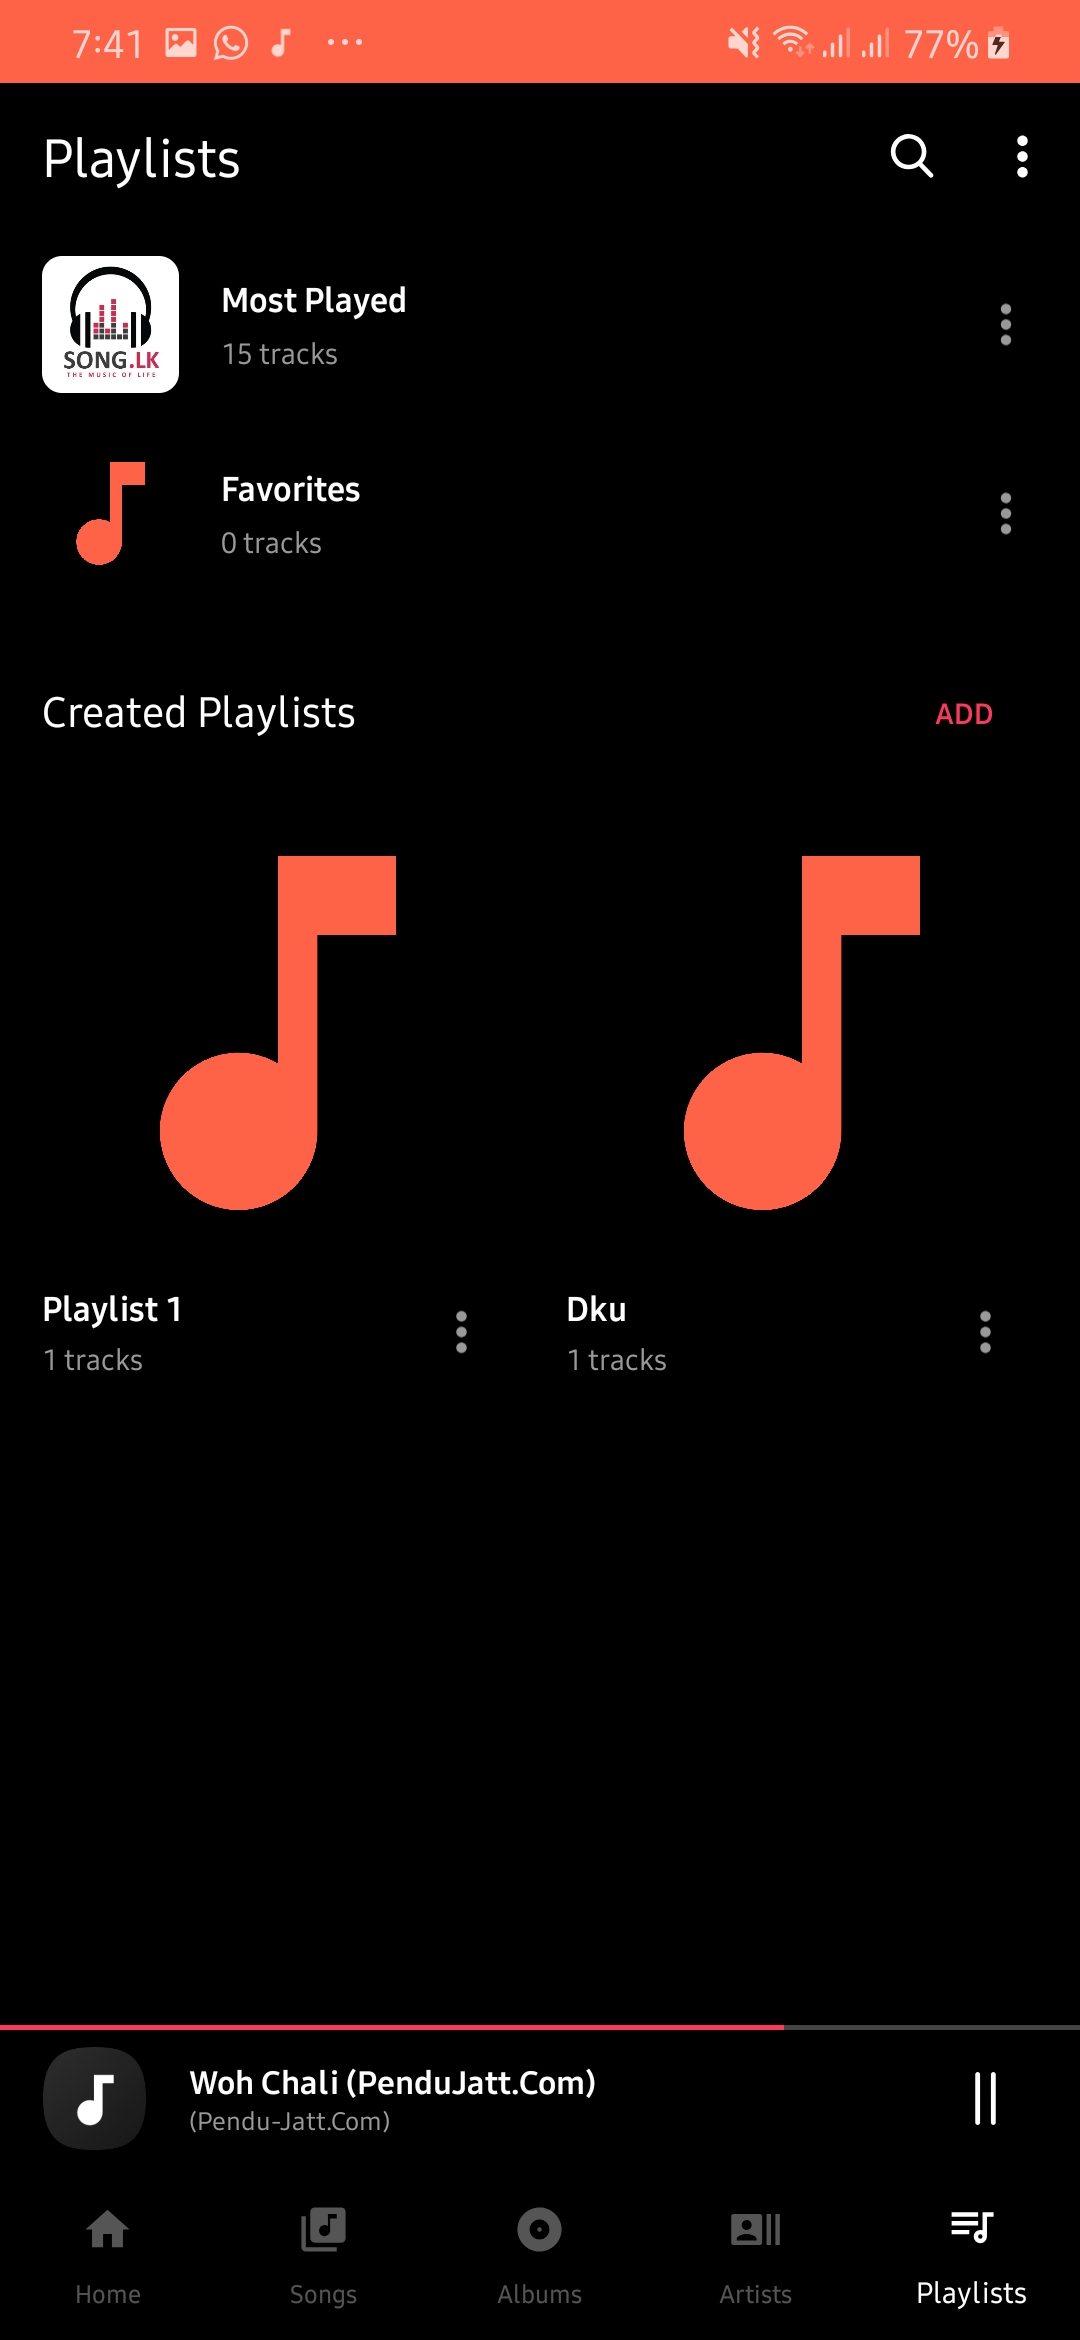 7:41
77%
Playlists
SONG.LK
THE MUSIC OF LIFE
Most Played
15 tracks
Favorites
0 tracks
Created Playlists
ADD
Playlist 1
1 tracks
Dku
1 tracks
Woh Chali (PenduJatt.Com)
(Pendu-Jatt.Com)
Home
Songs
Albums
Artists
Playlists